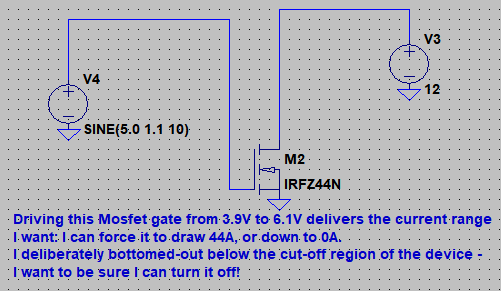 V3
V4
12
SINE(5.0 1.1 10)
M2
IRFZ44N
Driving this Mosfet gate from 3.9V to 6.1V delivers the current range
I want: I can force it to draw 44A, or down to 0A.
I deliberately bottomed-out below the cut-off region of the device -
I want to be sure I can turn it off!